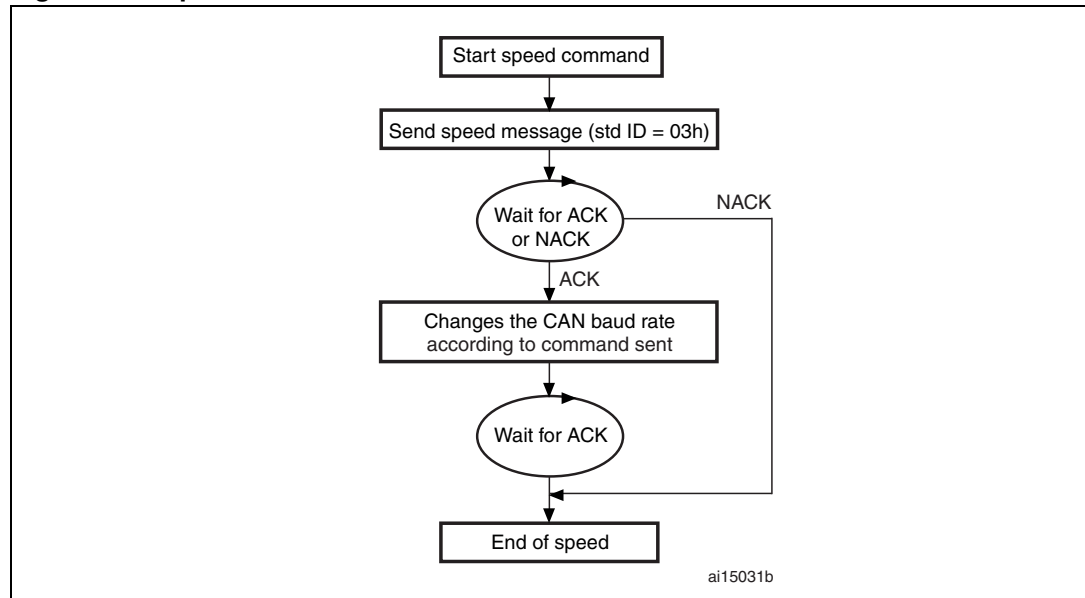 Start speed command
Send speed message (std ID = 03h)
Wait for ACK
or NACK
NACK
ACK
Changes the CAN baud rate
according to command sent
Wait for ACK
End of speed
ai15031b